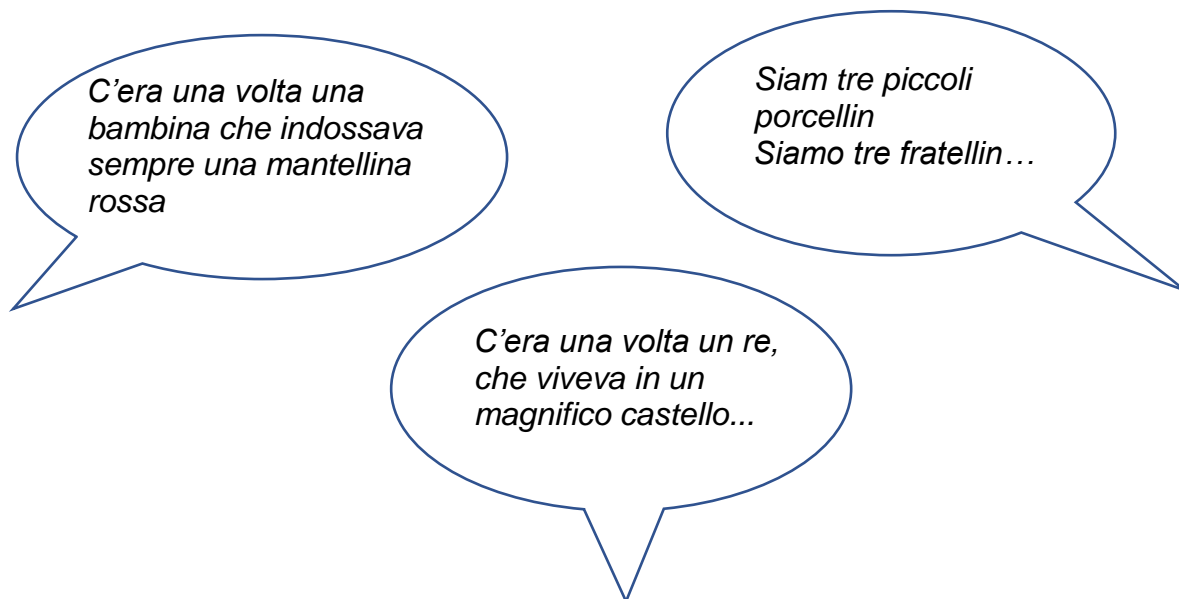 C’era una volta una
bambina che indossava
sempre una mantellina
rossa
Siam tre piccoli
porcellin
Siamo tre fratellin…
C’era una volta un re,
che viveva in un
magnifico castello...